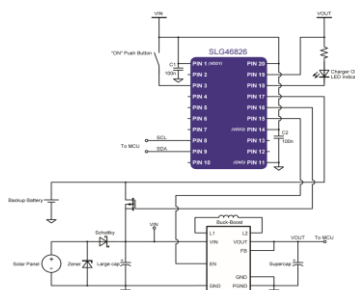 VIN
VOUT
SLG46826
"ON" Push Button
C1
100n
PIN 1 (VDD1)
PIN 2
PIN 3
PIN 4
PIN 5
PIN 6
PIN 7
PIN 8
PIN 9
PIN 10
PIN 20
PIN 19
PIN 18
PIN 17
PIN 16
PIN 15
PIN 14
PIN 13
PIN 12
PIN 11
Charger O
LED Indica
To MCU
SCL
SDA
C2
100n
Backup Battery
Buck-Boost
Schottky
VIN
L1
L2
VIN
VOUT
VOUT
To MCU
FB
Solar Panel
Zener
Large cap
EN
Supercap
GND
GND
PGND